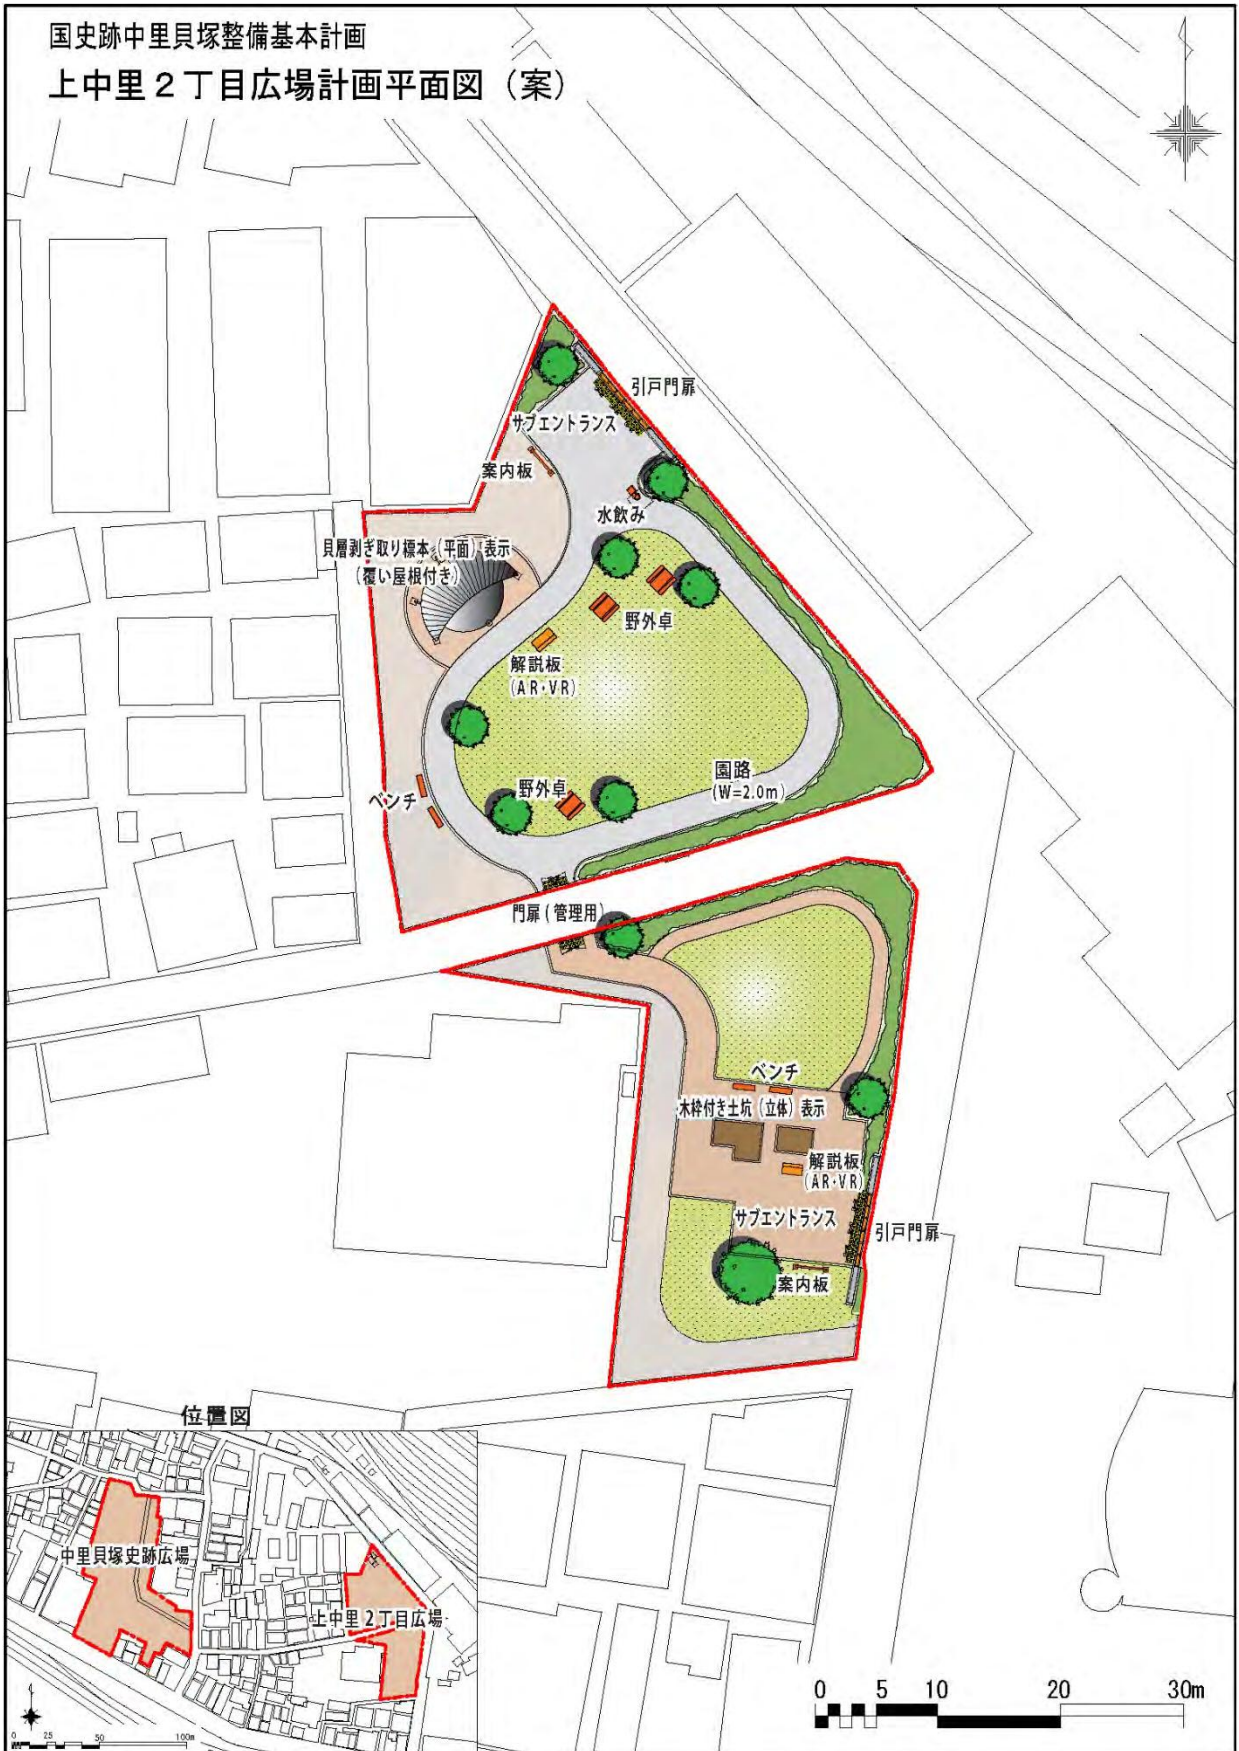 国史跡中里貝塚整備基本計画
上中里２丁目広場計画平面図（案）
引戸門扉
サブエントランス
案内板
水飲み
貝層剥ぎ取り標本（平面）表示
（覆い屋根付き）
野外卓
解説板
(AR・VR)
野外卓
園路
(W=2.0m)
ベンチ
門扉(管理用)
ベンチ
木枠付き土坑（立体）表示
解説板
(AR・VR)
サブエントランス
引戸門扉
案内板
位置図
中里貝塚史跡広場
上中里２丁目広場
0 25 50 100m
0 5 10 20 30m